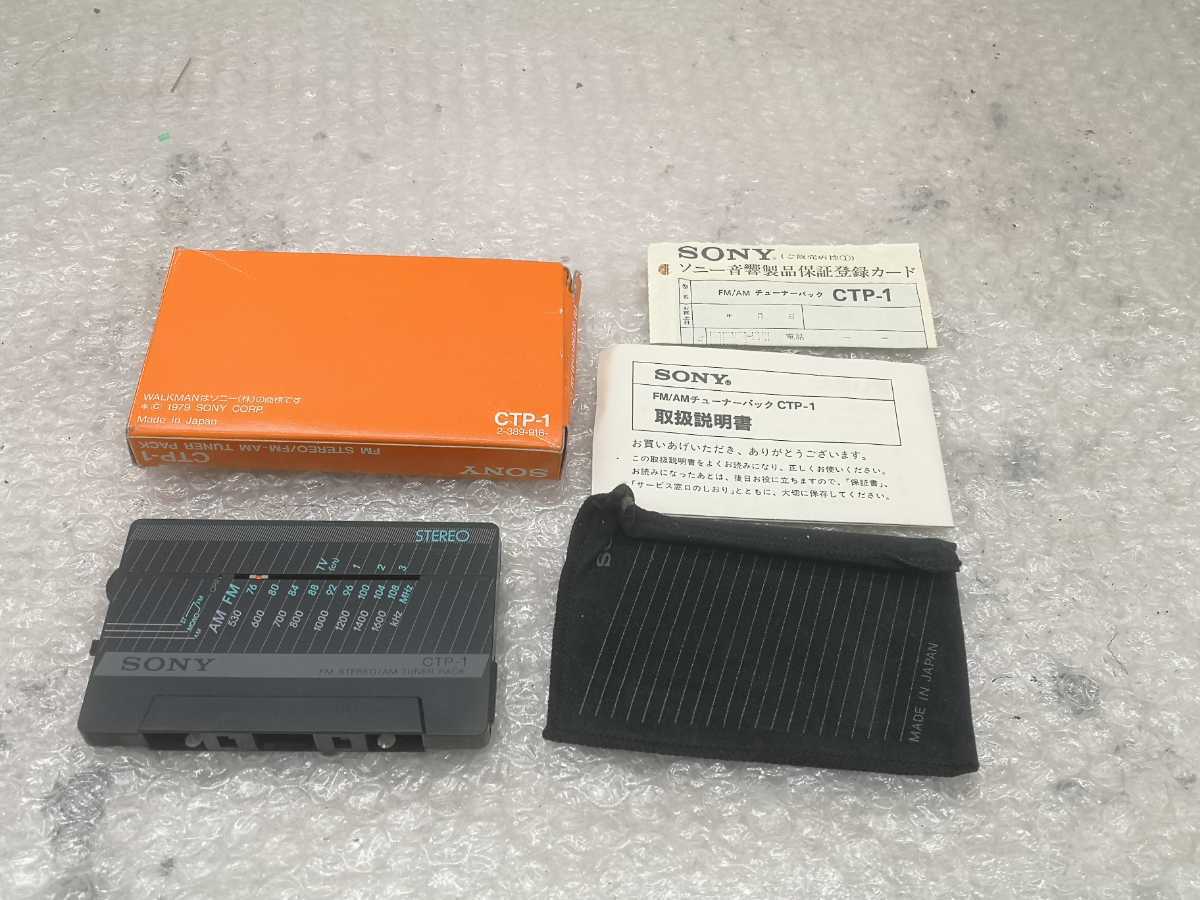 WALKMANはソニー(株)の商標です
*© 1979 SONY CORP.
Made in Japan
CTP-1
2-389-916-
SONY
FM STEREO/FM-AM TUNER PACK
CTP-1
SONY®
ソニー音響製品保証登録カード
型名
FM/AM チューナーパック CTP-1
年 月 日
電話
SONY®
FM/AMチューナーパック CTP-1
取扱説明書
お買いあげいただき、ありがとうございます。
この取扱説明書をよくお読みになり、正しくお使いください。
お読みになったあとは、後日お役に立ちますので、「保証書」、
「サービス窓口のしおり」とともに、大切に保存してください。
STEREO
TV (ch) 1 2 3
FM 76 80 84 88 92 96 100 104 108 MHz
AM 530 600 700 800 1000 1200 1400 1600 kHz
ST
MONO
FM
AM
SONY
CTP-1
FM STEREO/AM TUNER PACK
SO
MADE IN JAPAN